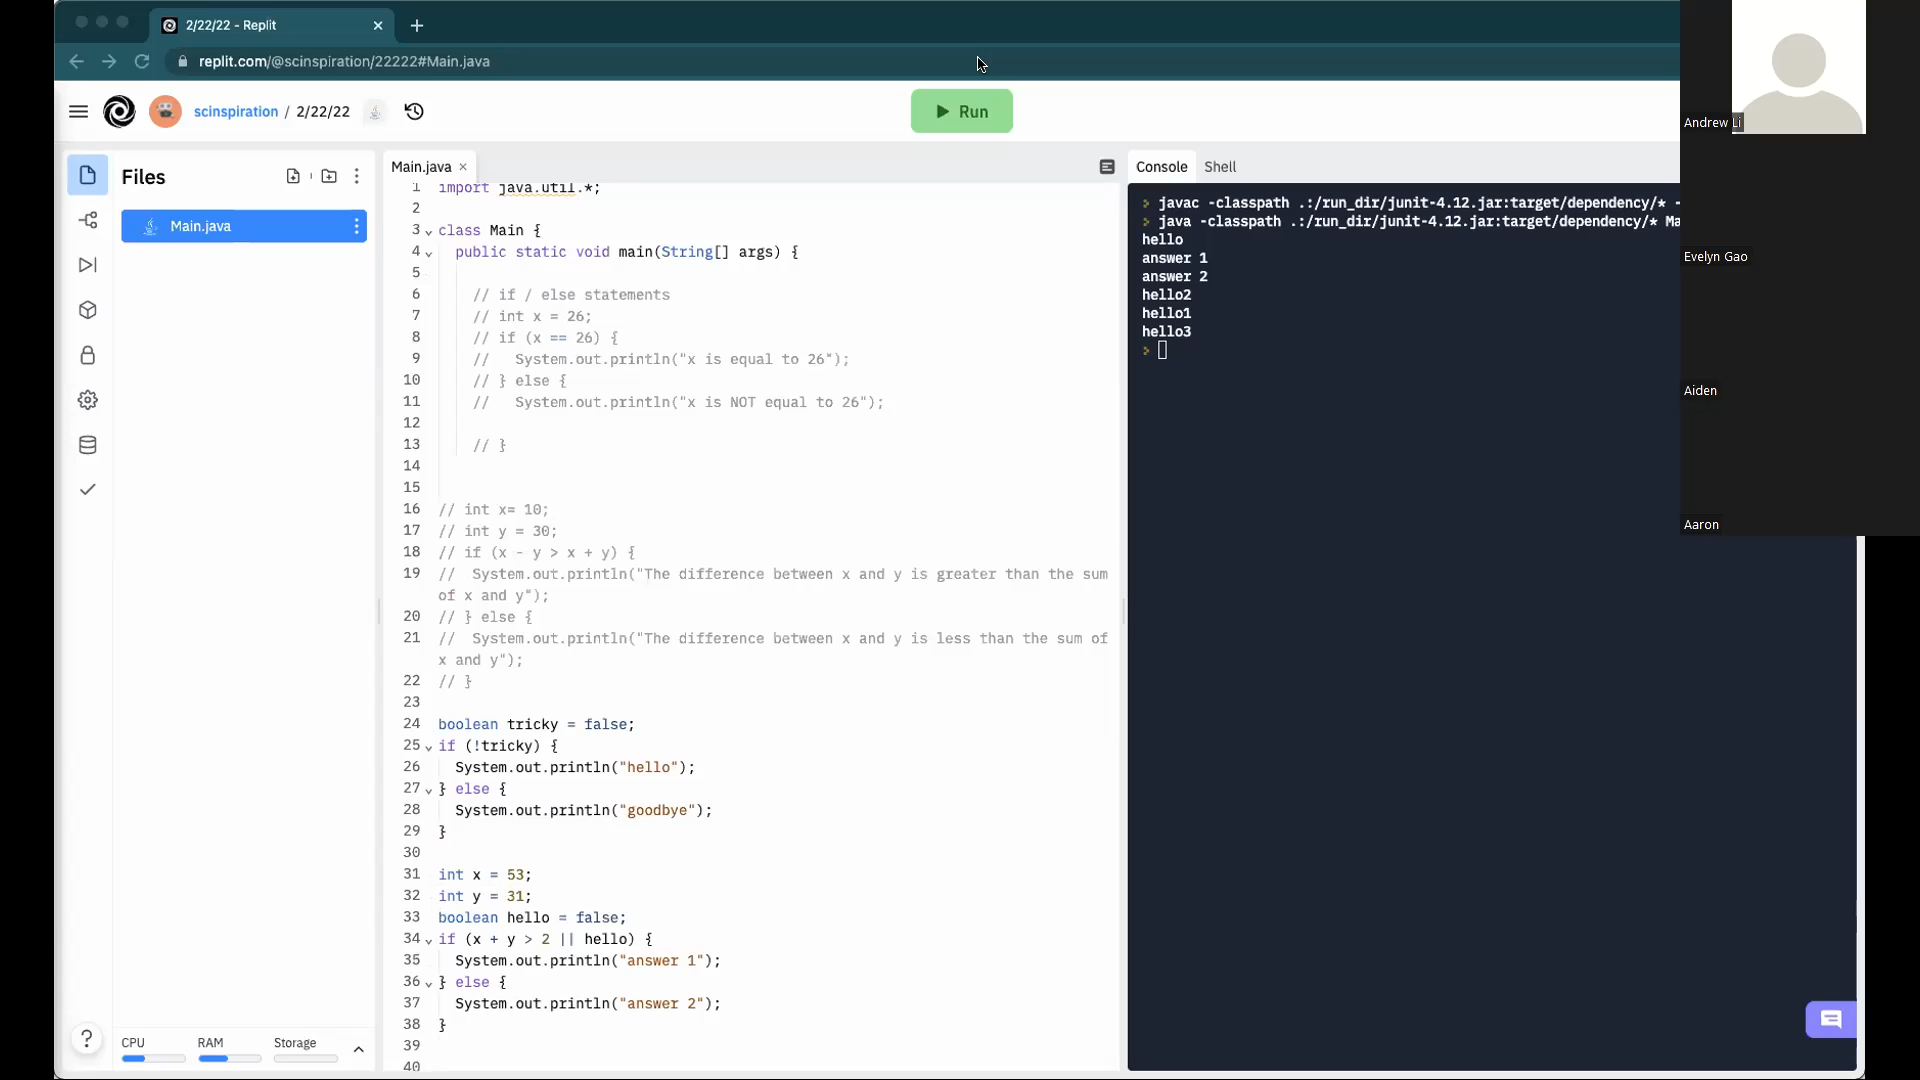 2/22/22 - Replit
replit.com/@scinspiration/22222#Main.java
scinspiration / 2/22/22
Run
Files
Main.java
CPU
RAM
Storage
Main.java
1 import java.util.*;
2
3 class Main {
4 public static void main(String[] args) {
5
6 // if / else statements
7 // int x = 26;
8 // if (x == 26) {
9 //   System.out.println("x is equal to 26");
10 // } else {
11 //   System.out.println("x is NOT equal to 26");
12
13 // }
14
15
16 // int x= 10;
17 // int y = 30;
18 // if (x - y > x + y) {
19 //  System.out.println("The difference between x and y is greater than the sum
of x and y");
20 // } else {
21 //  System.out.println("The difference between x and y is less than the sum of
x and y");
22 // }
23
24 boolean tricky = false;
25 if (!tricky) {
26 System.out.println("hello");
27 } else {
28 System.out.println("goodbye");
29 }
30
31 int x = 53;
32 int y = 31;
33 boolean hello = false;
34 if (x + y > 2 || hello) {
35 System.out.println("answer 1");
36 } else {
37 System.out.println("answer 2");
38 }
39
40
Console
Shell
javac -classpath .:/run_dir/junit-4.12.jar:target/dependency/* -
java -classpath .:/run_dir/junit-4.12.jar:target/dependency/* Ma
hello
answer 1
answer 2
hello2
hello1
hello3
Andrew Li
Evelyn Gao
Aiden
Aaron